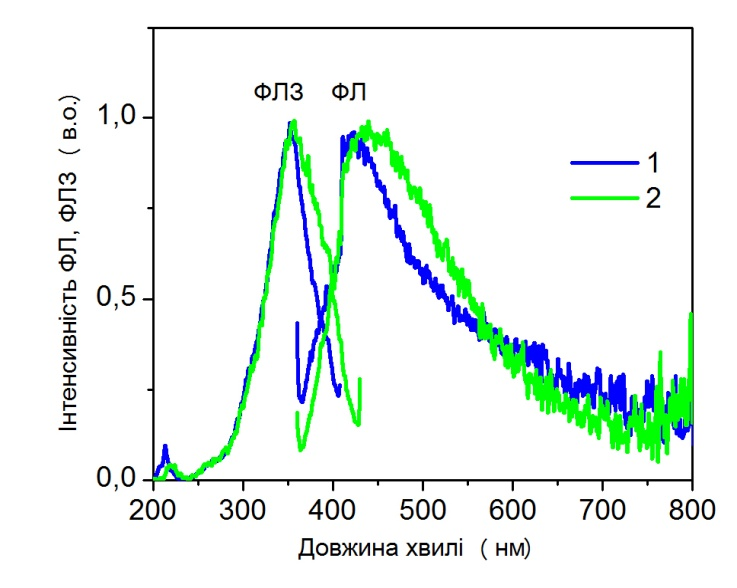 ФЛЗ ФЛ
1,0
0,5
0,0
1
2
Інтенсивність ФЛ, ФЛЗ ( в.о.)
200 300 400 500 600 700 800
Довжина хвилі ( нм)